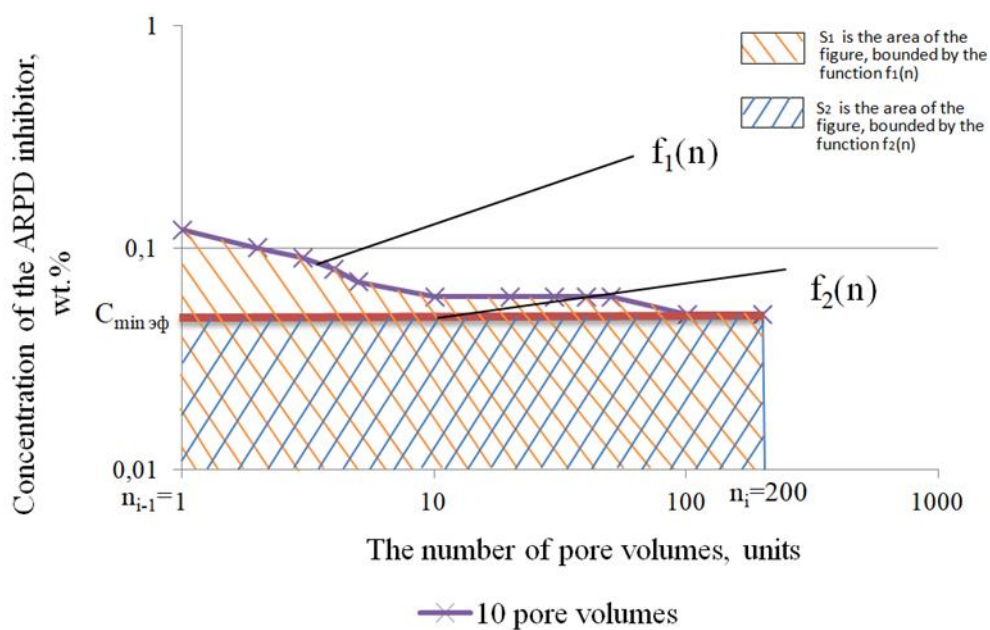 1
S1 is the area of the
figure, bounded by the
function f1(n)
S2 is the area of the
figure, bounded by the
function f2(n)
Concentration of the ARPD inhibitor,
wt.%
f1(n)
0,1
f2(n)
Cmin эф
0,01
ni-1=1
10
100
ni=200
1000
The number of pore volumes, units
10 pore volumes